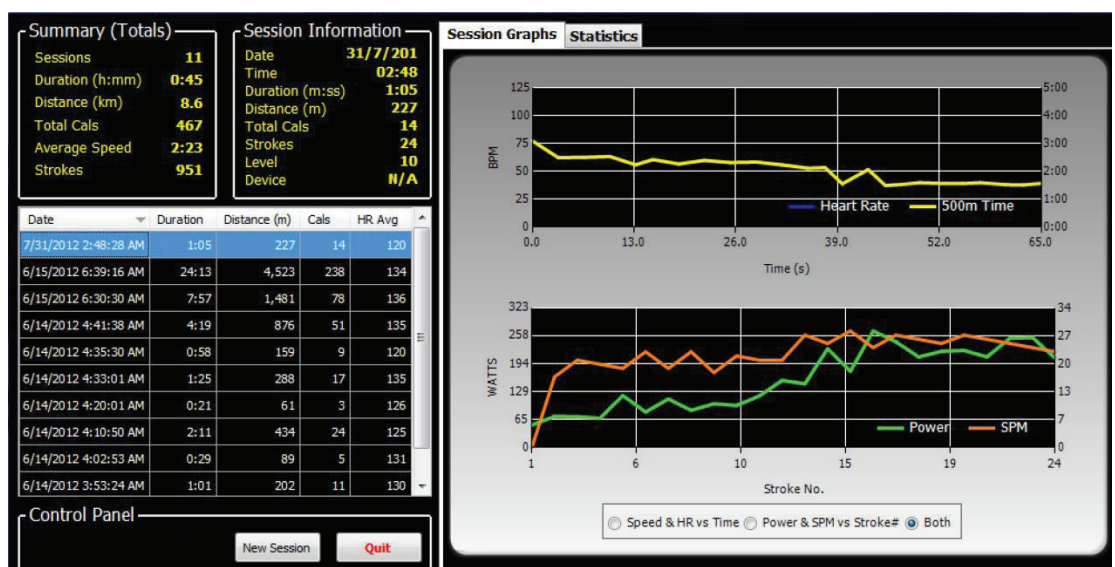 Summary (Totals)
Sessions 11
Duration (h:mm) 0:45
Distance (km) 8.6
Total Cals 467
Average Speed 2:23
Strokes 951
Session Information
Date 31/7/201
Time 02:48
Duration (m:ss) 1:05
Distance (m) 227
Total Cals 14
Strokes 24
Level 10
Device N/A
Date Duration Distance (m) Cals HR Avg
7/31/2012 2:48:28 AM 1:05 227 14 120
6/15/2012 6:39:16 AM 24:13 4,523 238 134
6/15/2012 6:30:30 AM 7:57 1,481 78 136
6/14/2012 4:41:38 AM 4:19 876 51 135
6/14/2012 4:35:30 AM 0:58 159 9 120
6/14/2012 4:33:01 AM 1:25 288 17 135
6/14/2012 4:20:01 AM 0:21 61 3 126
6/14/2012 4:10:50 AM 2:11 434 24 125
6/14/2012 4:02:53 AM 0:29 89 5 131
6/14/2012 3:53:24 AM 1:01 202 11 130
Control Panel
New Session Quit
Session Graphs Statistics
125 5:00
100 4:00
75 3:00
BPM
50 2:00
25 1:00
Heart Rate 500m Time
0 0:00
0.0 13.0 26.0 39.0 52.0 65.0
Time (s)
323 34
258 27
194 20
WATTS
129 13
65 7
Power SPM
0 0
1 6 10 15 19 24
Stroke No.
Speed & HR vs Time Power & SPM vs Stroke# Both